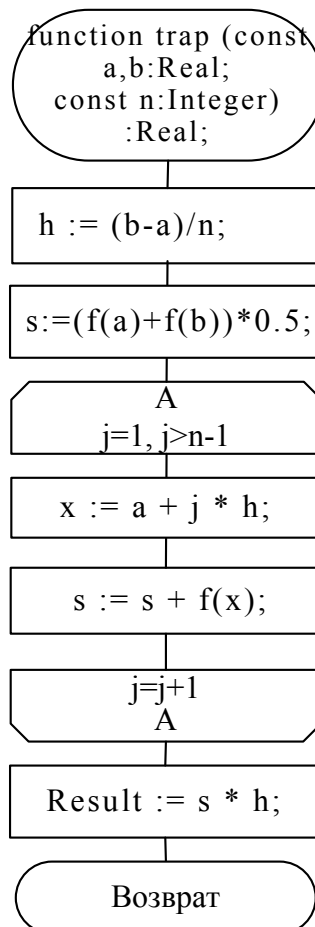 function trap (const
a,b:Real;
const n:Integer)
:Real;
h := (b-a)/n;
s:=(f(a)+f(b))*0.5;
A
j=1, j>n-1
x := a + j * h;
s := s + f(x);
j=j+1
A
Result := s * h;
Возврат